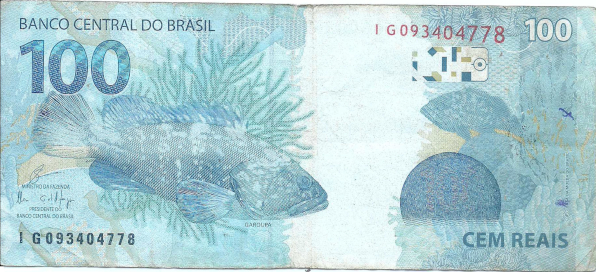 BANCO CENTRAL DO BRASIL
I G093404778
100
100
MINISTRO DA FAZENDA
PRESIDENTE DO
BANCO CENTRAL DO BRASIL
GAROUPA
I G093404778
CEM REAIS